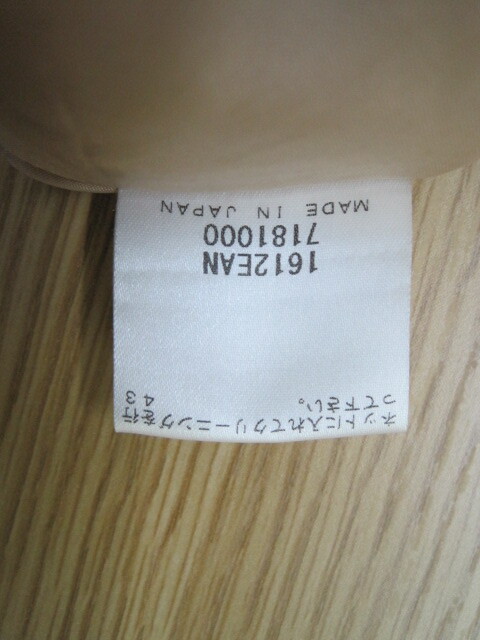 ネットに入れてクリーニングを行
って下さい。 43
1612EAN
7181000
MADE IN JAPAN